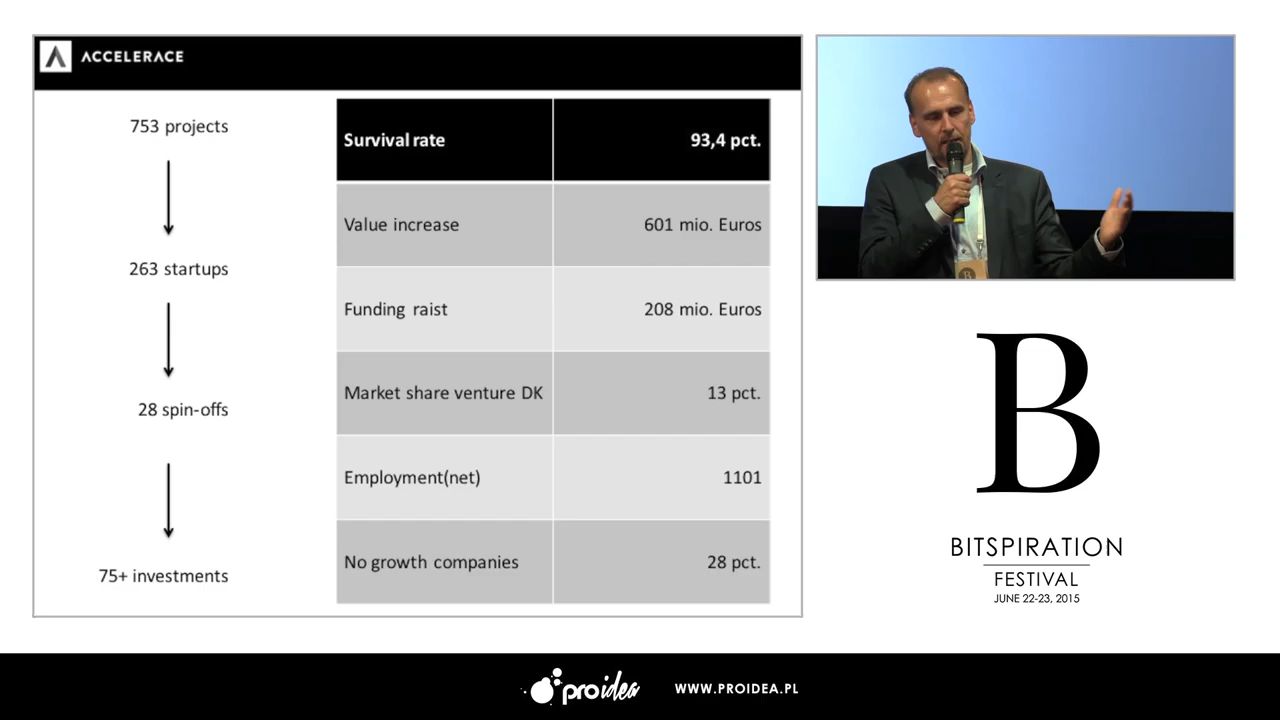 ACCELERACE
753 projects
263 startups
28 spin-offs
75+ investments
Survival rate 93,4 pct.
Value increase 601 mio. Euros
Funding raist 208 mio. Euros
Market share venture DK 13 pct.
Employment(net) 1101
No growth companies 28 pct.
B
B
BITSPIRATION
FESTIVAL
JUNE 22-23, 2015
proidea
WWW.PROIDEA.PL